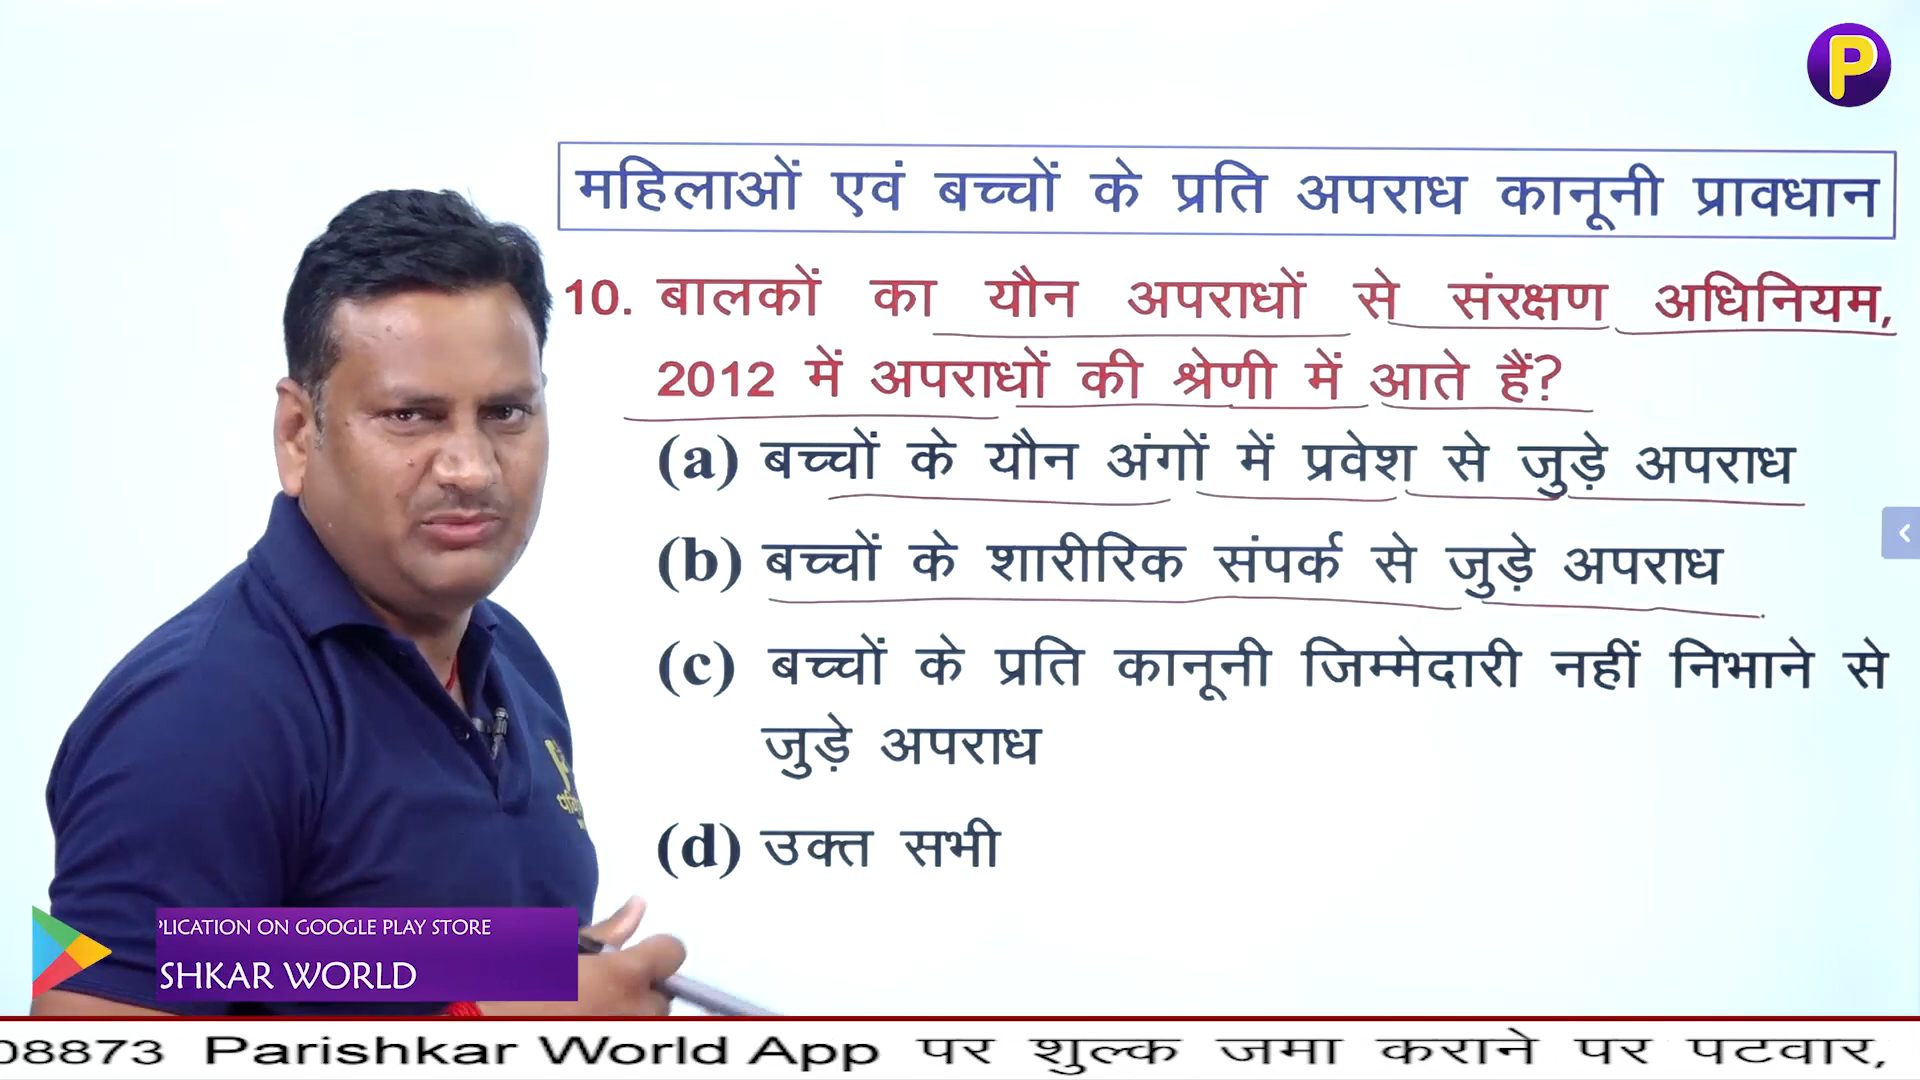 P
महिलाओं एवं बच्चों के प्रति अपराध कानूनी प्रावधान
10. बालकों का यौन अपराधों से संरक्षण अधिनियम,
2012 में अपराधों की श्रेणी में आते हैं?
(a) बच्चों के यौन अंगों में प्रवेश से जुड़े अपराध
(b) बच्चों के शारीरिक संपर्क से जुड़े अपराध
(c) बच्चों के प्रति कानूनी जिम्मेदारी नहीं निभाने से
जुड़े अपराध
(d) उक्त सभी
PLICATION ON GOOGLE PLAY STORE
SHKAR WORLD
08873 Parishkar World App पर शुल्क जमा कराने पर पटवार,